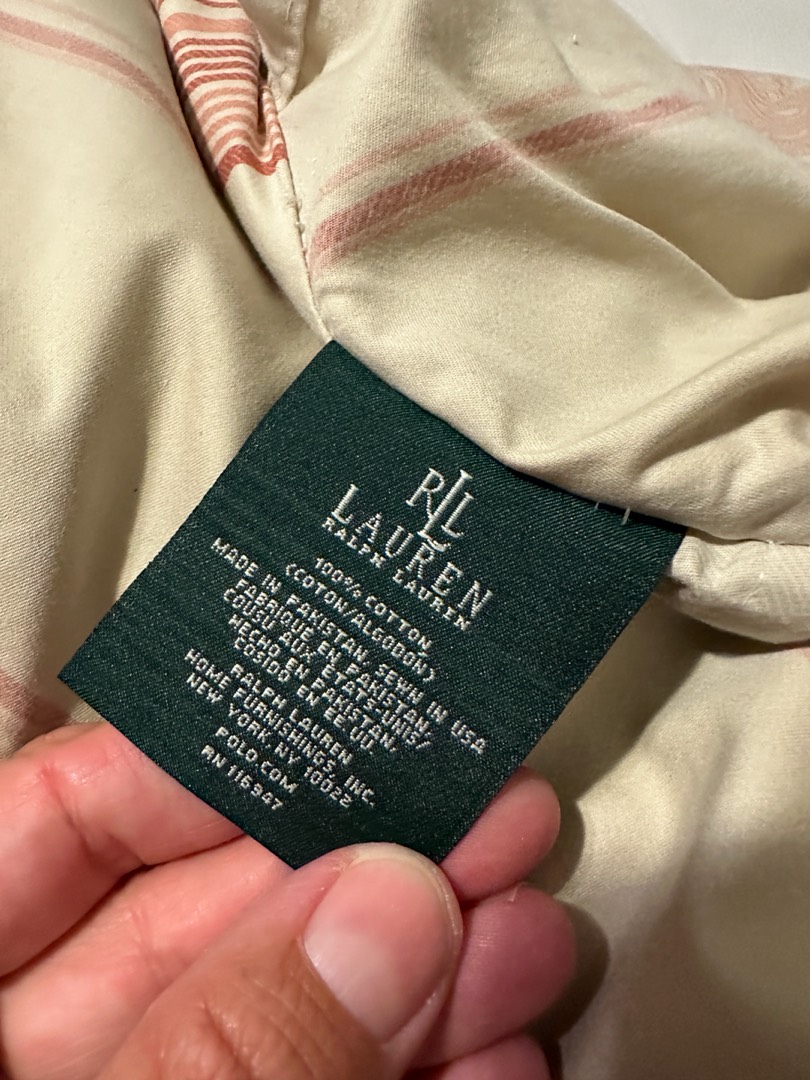 RLL
LAUREN
RALPH LAUREN
100% COTTON
(COTON/ALGODON)
MADE IN PAKISTAN, SEWN IN USA
FABRIQUE EN PAKISTAN,
COUSU AUX ETATS-UNIS/
HECHO EN PAKISTAN,
COSIDO EN EE UU
RALPH LAUREN
HOME FURNISHINGS, INC.
NEW YORK, NY 10022
POLO.COM
RN 116947